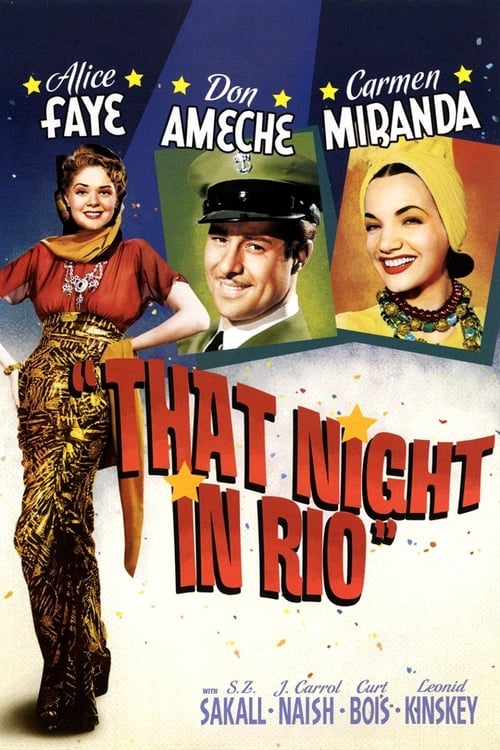 Alice Don Carmen
FAYE AMECHE MIRANDA
"THAT NIGHT
IN RIO"
WITH S.Z. J. Carrol Curt Leonid
SAKALL • NAISH • BOIS • KINSKEY